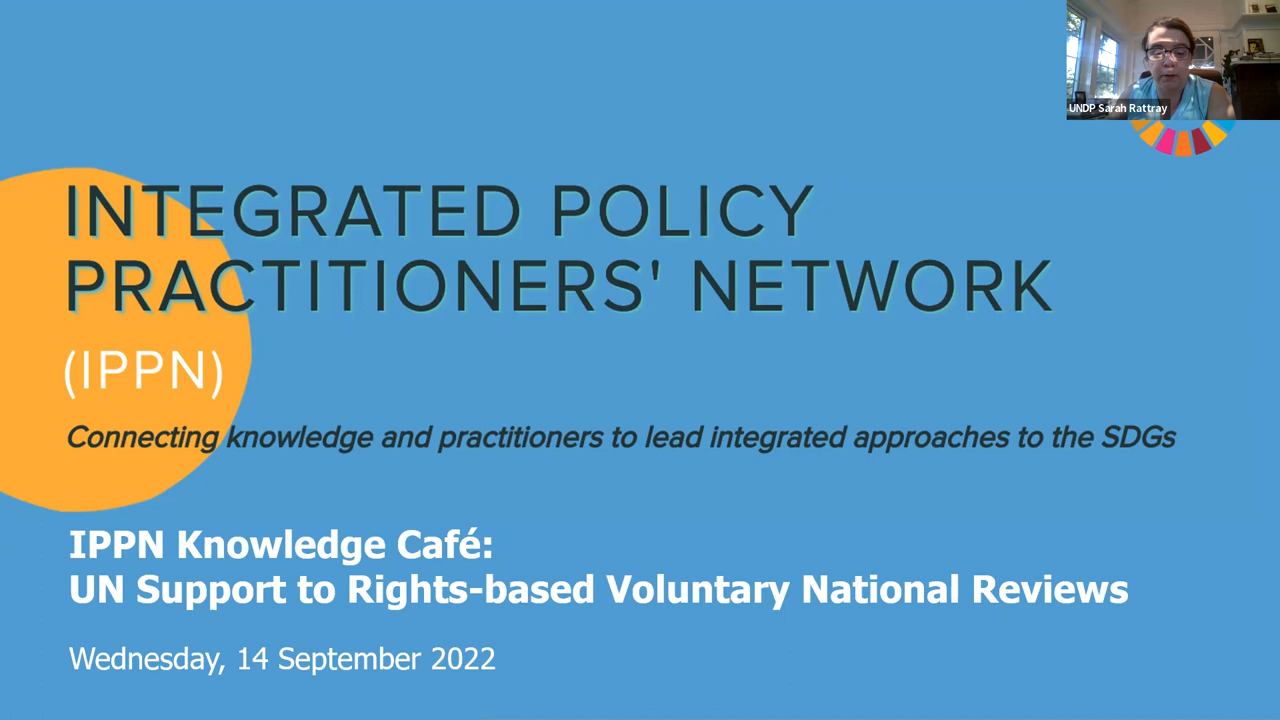 UNDP Sarah Rattray
INTEGRATED POLICY
PRACTITIONERS' NETWORK
(IPPN)
Connecting knowledge and practitioners to lead integrated approaches to the SDGs
IPPN Knowledge Café:
UN Support to Rights-based Voluntary National Reviews
Wednesday, 14 September 2022